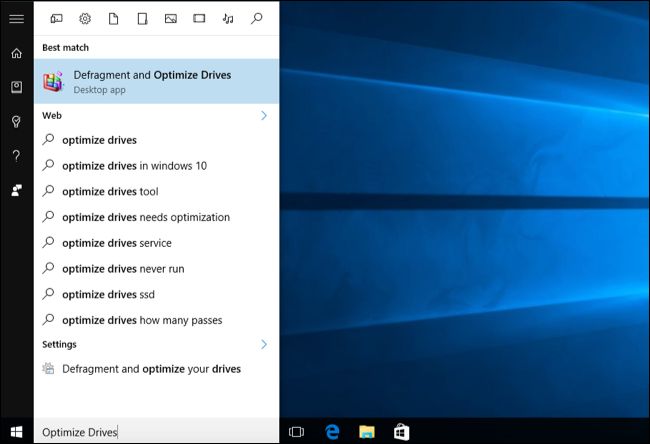 Best match
Defragment and Optimize Drives
Desktop app
Web
optimize drives
optimize drives in windows 10
optimize drives tool
optimize drives needs optimization
optimize drives service
optimize drives never run
optimize drives ssd
optimize drives how many passes
Settings
Defragment and optimize your drives
Optimize Drives